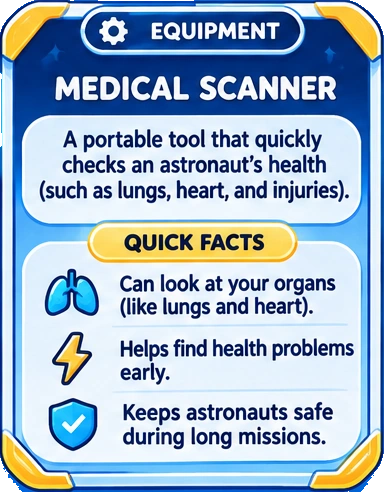 EQUIPMENT
MEDICAL SCANNER
A portable tool that quickly
checks an astronaut's health
(such as lungs, heart, and injuries).
QUICK FACTS
Can look at your organs
(like lungs and heart).
Helps find health problems
early.
Keeps astronauts safe
during long missions.